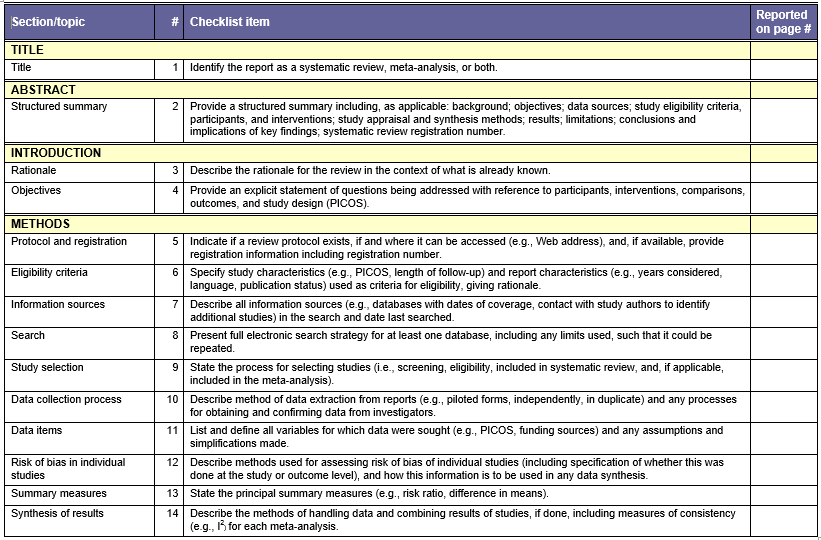 Section/topic # Checklist item Reported on page #
TITLE
Title 1 Identify the report as a systematic review, meta-analysis, or both.
ABSTRACT
Structured summary 2 Provide a structured summary including, as applicable: background; objectives; data sources; study eligibility criteria,
participants, and interventions; study appraisal and synthesis methods; results; limitations; conclusions and
implications of key findings; systematic review registration number.
INTRODUCTION
Rationale 3 Describe the rationale for the review in the context of what is already known.
Objectives 4 Provide an explicit statement of questions being addressed with reference to participants, interventions, comparisons,
outcomes, and study design (PICOS).
METHODS
Protocol and registration 5 Indicate if a review protocol exists, if and where it can be accessed (e.g., Web address), and, if available, provide
registration information including registration number.
Eligibility criteria 6 Specify study characteristics (e.g., PICOS, length of follow-up) and report characteristics (e.g., years considered,
language, publication status) used as criteria for eligibility, giving rationale.
Information sources 7 Describe all information sources (e.g., databases with dates of coverage, contact with study authors to identify
additional studies) in the search and date last searched.
Search 8 Present full electronic search strategy for at least one database, including any limits used, such that it could be
repeated.
Study selection 9 State the process for selecting studies (i.e., screening, eligibility, included in systematic review, and, if applicable,
included in the meta-analysis).
Data collection process 10 Describe method of data extraction from reports (e.g., piloted forms, independently, in duplicate) and any processes
for obtaining and confirming data from investigators.
Data items 11 List and define all variables for which data were sought (e.g., PICOS, funding sources) and any assumptions and
simplifications made.
Risk of bias in individual studies 12 Describe methods used for assessing risk of bias of individual studies (including specification of whether this was
done at the study or outcome level), and how this information is to be used in any data synthesis.
Summary measures 13 State the principal summary measures (e.g., risk ratio, difference in means).
Synthesis of results 14 Describe the methods of handling data and combining results of studies, if done, including measures of consistency
(e.g., I²) for each meta-analysis.